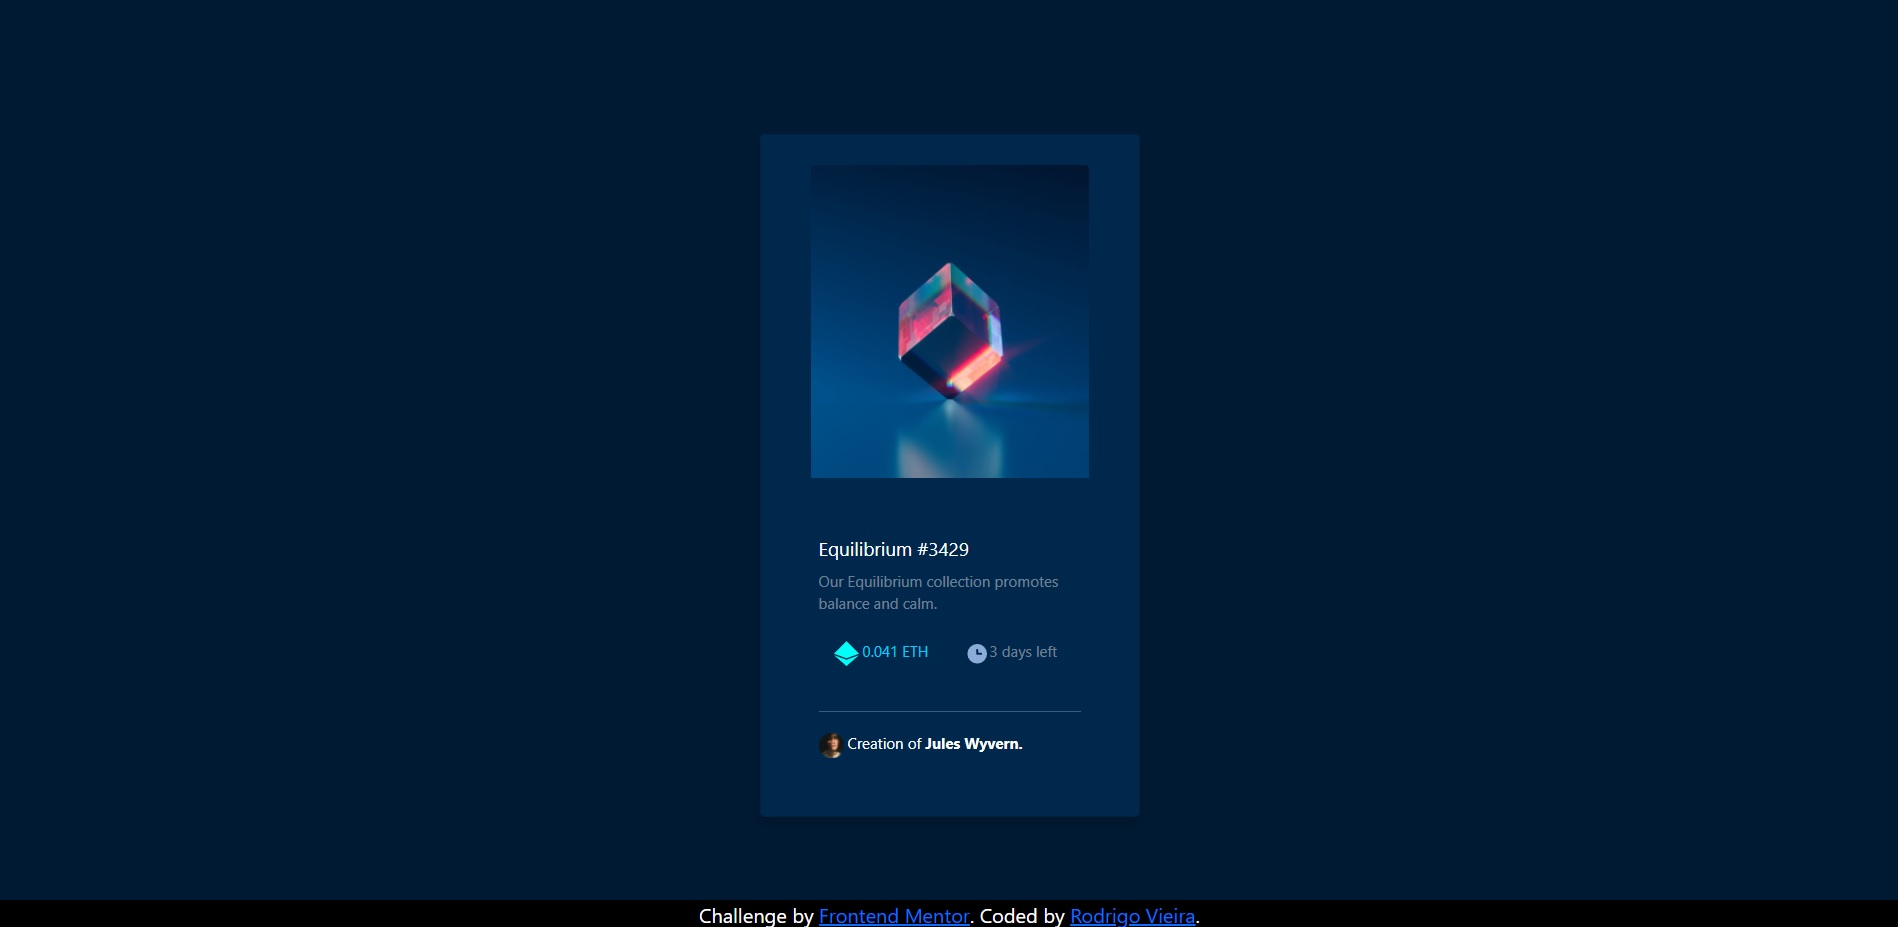 Equilibrium #3429
Our Equilibrium collection promotes
balance and calm.
0.041 ETH 3 days left
Creation of Jules Wyvern.
Challenge by Frontend Mentor. Coded by Rodrigo Vieira.